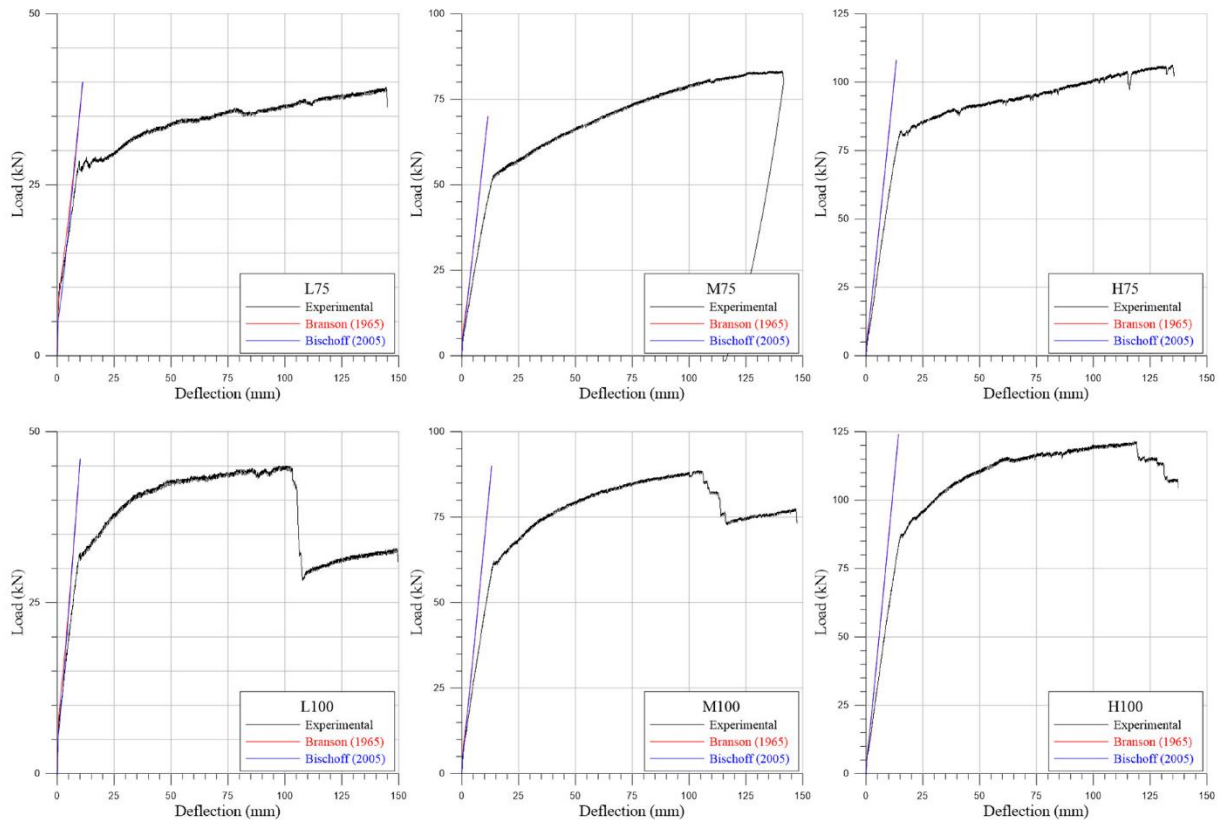 50
25
0
Load (kN)
L75
Experimental
Branson (1965)
Bischoff (2005)
0 25 50 75 100 125 150
Deflection (mm)
100
75
50
25
0
Load (kN)
M75
Experimental
Branson (1965)
Bischoff (2005)
0 25 50 75 100 125 150
Deflection (mm)
125
100
75
50
25
0
Load (kN)
H75
Experimental
Branson (1965)
Bischoff (2005)
0 25 50 75 100 125 150
Deflection (mm)
50
25
0
Load (kN)
L100
Experimental
Branson (1965)
Bischoff (2005)
0 25 50 75 100 125 150
Deflection (mm)
100
75
50
25
0
Load (kN)
M100
Experimental
Branson (1965)
Bischoff (2005)
0 25 50 75 100 125 150
Deflection (mm)
125
100
75
50
25
0
Load (kN)
H100
Experimental
Branson (1965)
Bischoff (2005)
0 25 50 75 100 125 150
Deflection (mm)